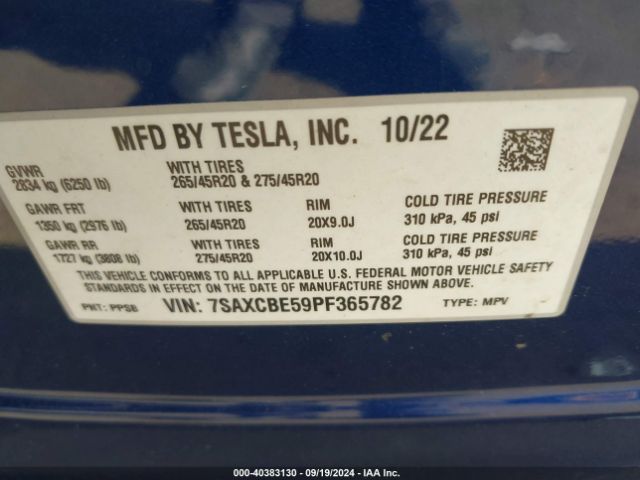 MFD BY TESLA, INC. 10/22
GVWR
2834 kg (6250 lb)
WITH TIRES
265/45R20 & 275/45R20
GAWR FRT
1350 kg (2976 lb)
WITH TIRES
265/45R20
RIM
20X9.0J
COLD TIRE PRESSURE
310 kPa, 45 psi
GAWR RR
1727 kg (3808 lb)
WITH TIRES
275/45R20
RIM
20X10.0J
COLD TIRE PRESSURE
310 kPa, 45 psi
THIS VEHICLE CONFORMS TO ALL APPLICABLE U.S. FEDERAL MOTOR VEHICLE SAFETY
STANDARDS IN EFFECT ON THE DATE OF MANUFACTURE SHOWN ABOVE.
PNT: PPSB VIN: 7SAXCBE59PF365782 TYPE: MPV
000-40383130 - 09/19/2024 - IAA Inc.